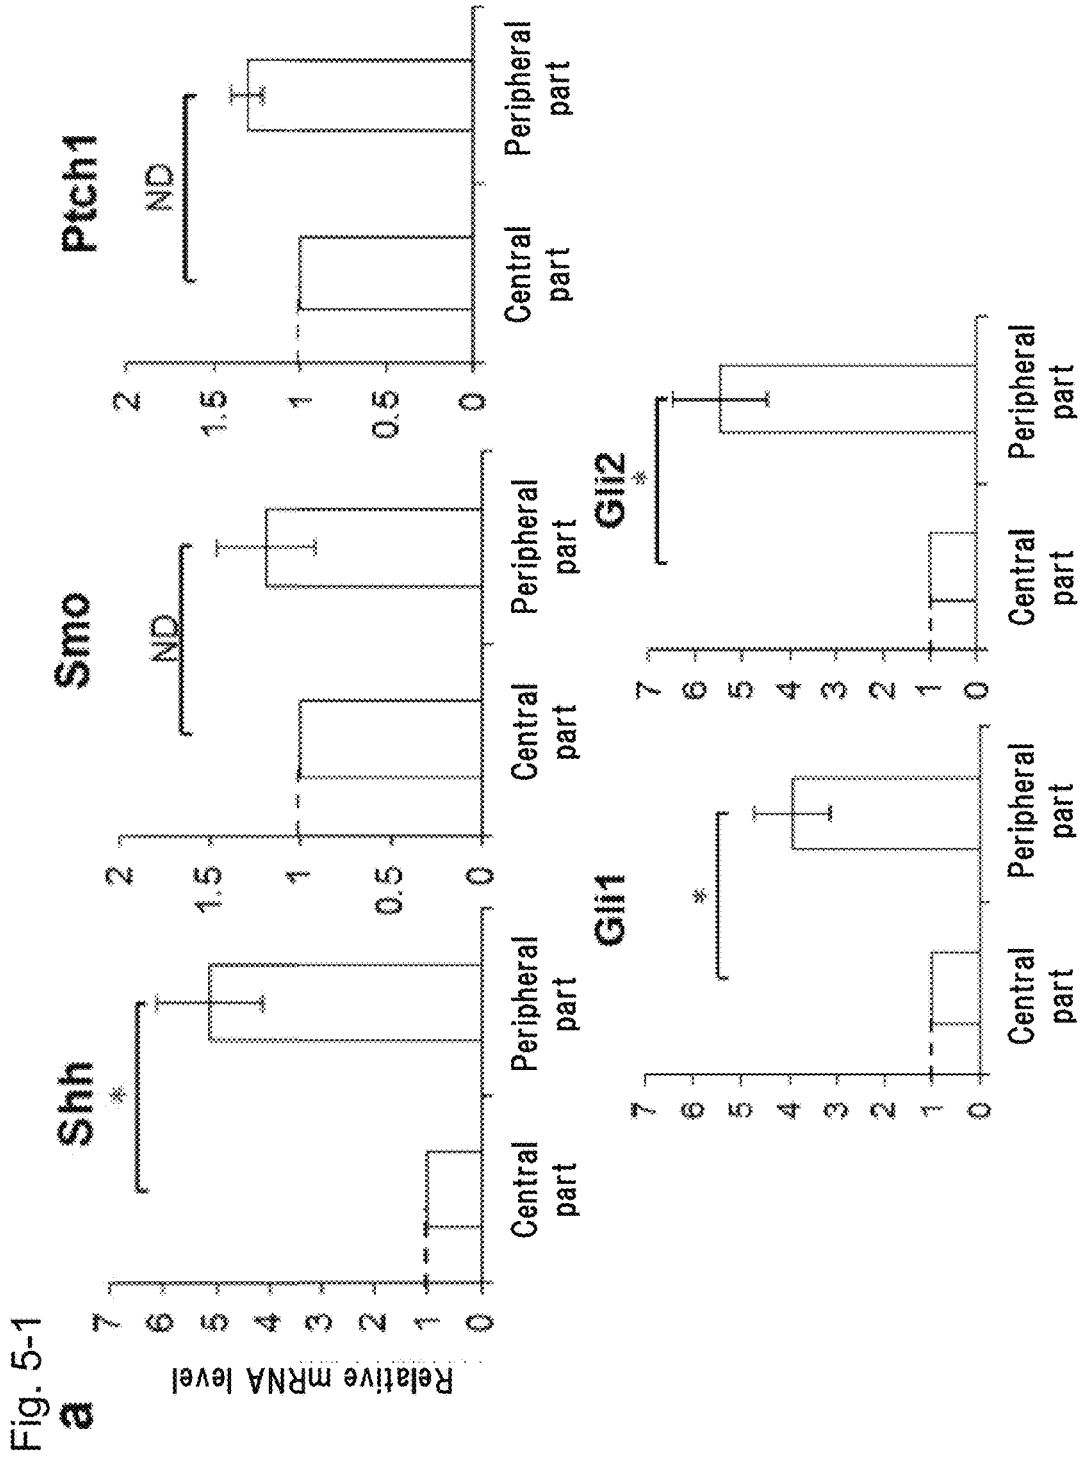 Fig. 5-1
a
Shh
*
Relative mRNA level
7
6
5
4
3
2
1
0
Central
part
Peripheral
part
Smo
ND
2
1.5
1
0.5
0
Central
part
Peripheral
part
Ptch1
ND
2
1.5
1
0.5
0
Central
part
Peripheral
part
Gli1
*
7
6
5
4
3
2
1
0
Central
part
Peripheral
part
Gli2
*
7
6
5
4
3
2
1
0
Central
part
Peripheral
part